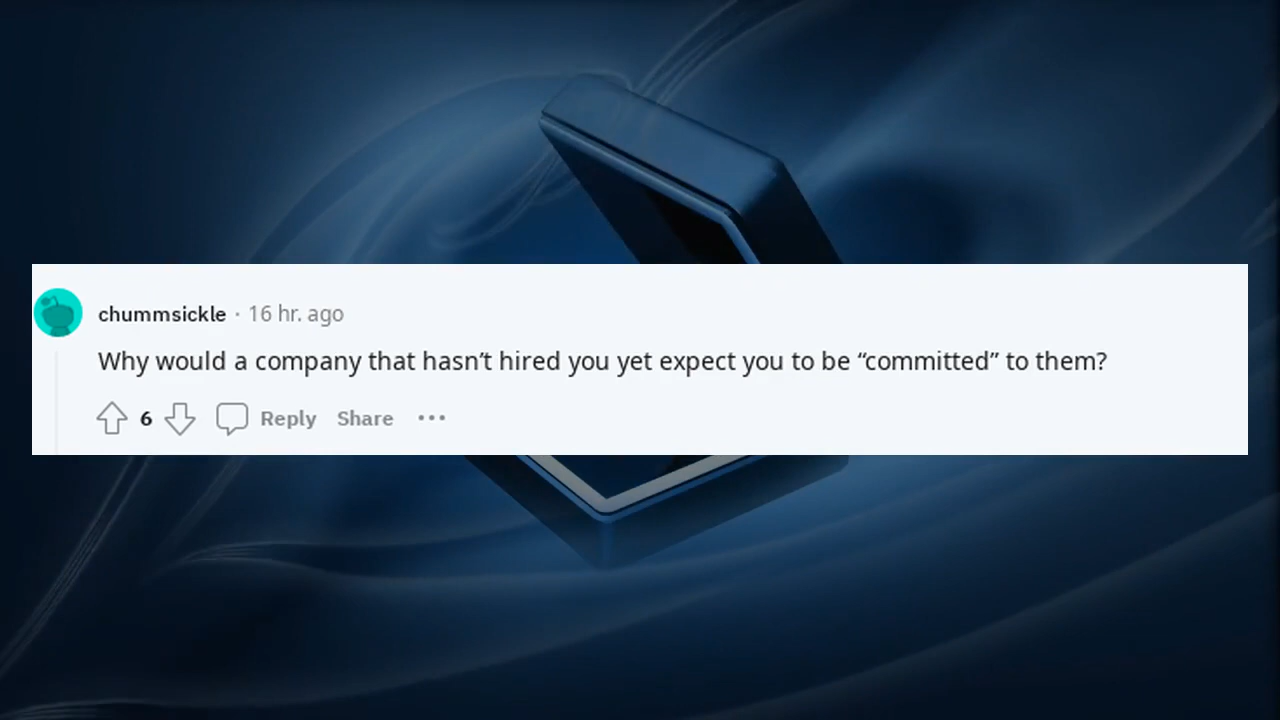 chummsickle · 16 hr. ago
Why would a company that hasn’t hired you yet expect you to be “committed” to them?
6 Reply Share ···